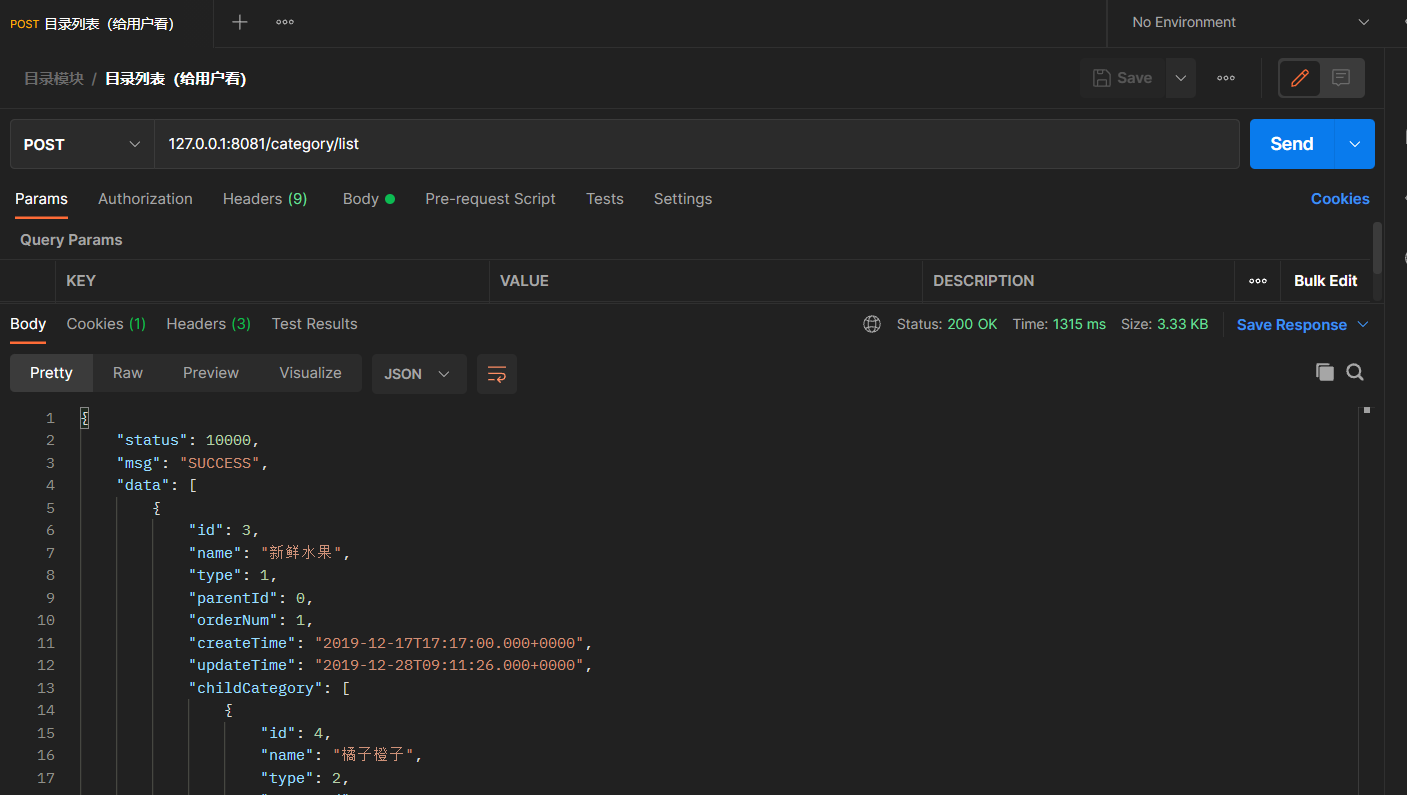 POST 目录列表（给用户看）
No Environment
目录模块 / 目录列表（给用户看）
Save
POST 127.0.0.1:8081/category/list Send
Params Authorization Headers (9) Body Pre-request Script Tests Settings Cookies
Query Params
KEY VALUE DESCRIPTION Bulk Edit
Body Cookies (1) Headers (3) Test Results Status: 200 OK Time: 1315 ms Size: 3.33 KB Save Response
Pretty Raw Preview Visualize JSON
1 {
2 "status": 10000,
3 "msg": "SUCCESS",
4 "data": [
5 {
6 "id": 3,
7 "name": "新鲜水果",
8 "type": 1,
9 "parentId": 0,
10 "orderNum": 1,
11 "createTime": "2019-12-17T17:17:00.000+0000",
12 "updateTime": "2019-12-28T09:11:26.000+0000",
13 "childCategory": [
14 {
15 "id": 4,
16 "name": "橘子橙子",
17 "type": 2,